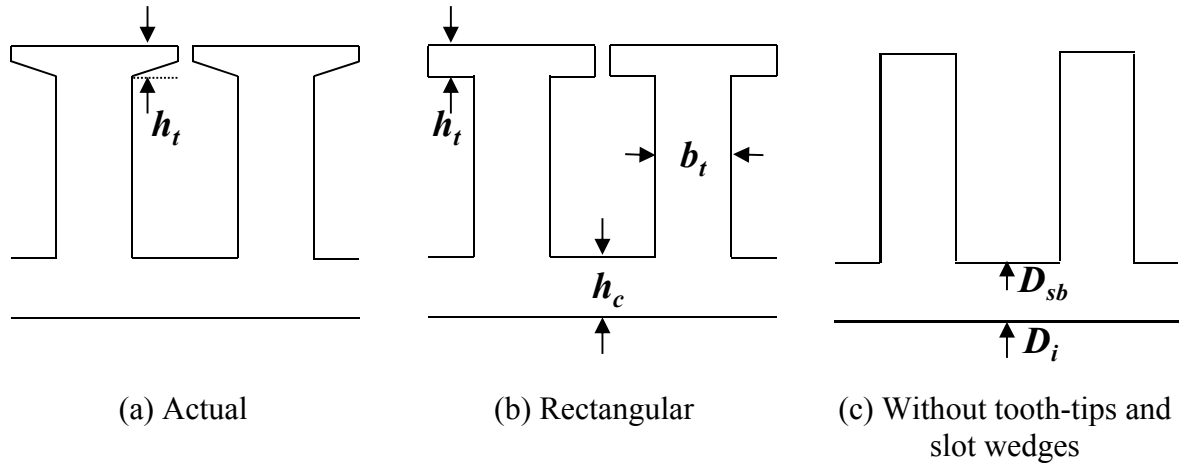 h_t
h_t
b_t
h_c
D_sb
D_i
(a) Actual
(b) Rectangular
(c) Without tooth-tips and
slot wedges